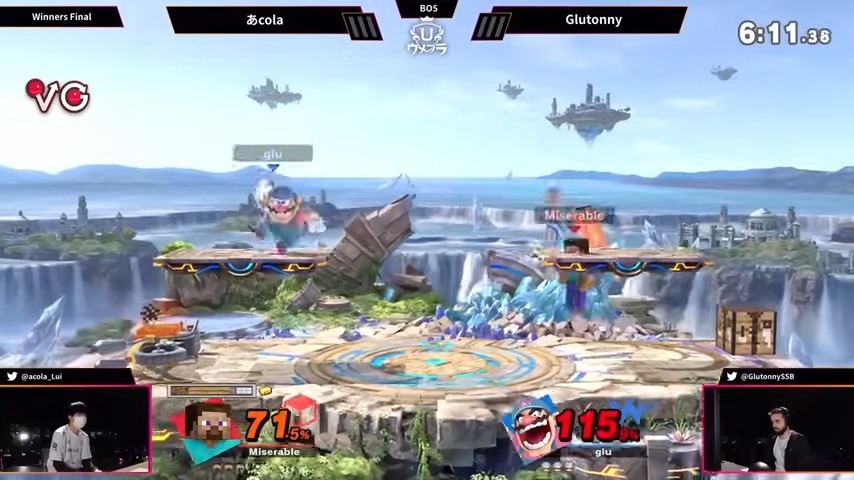 Winners Final
あcola
BO5
Glutonny
6:11.36
U
ウメブラ
VG
glu
Miserable
@acola_Lui
@GlutonnySSB
71.5%
Miserable
115
%
glu